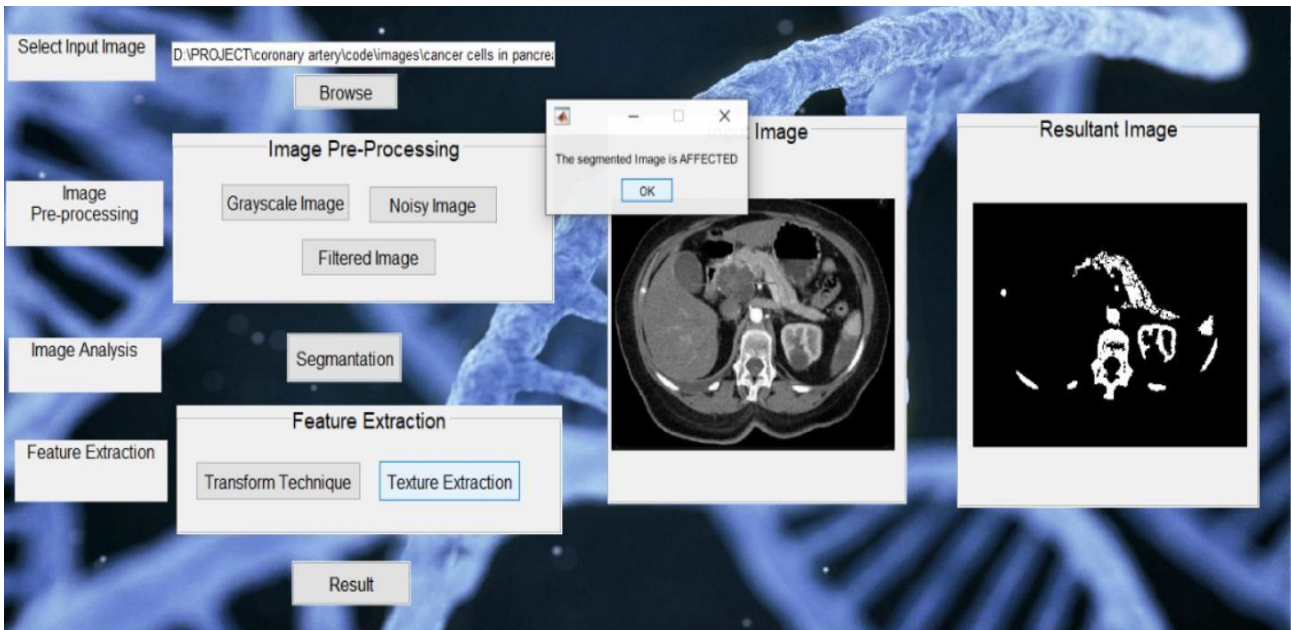 Select Input Image
D:\PROJECT\coronary artery\code\images\cancer cells in pancrea
Browse
Image Pre-Processing
Grayscale Image
Noisy Image
Filtered Image
Image
Pre-processing
Image Analysis
Segmantation
Feature Extraction
Feature Extraction
Transform Technique
Texture Extraction
Result
The segmented Image is AFFECTED
OK
Image
Resultant Image